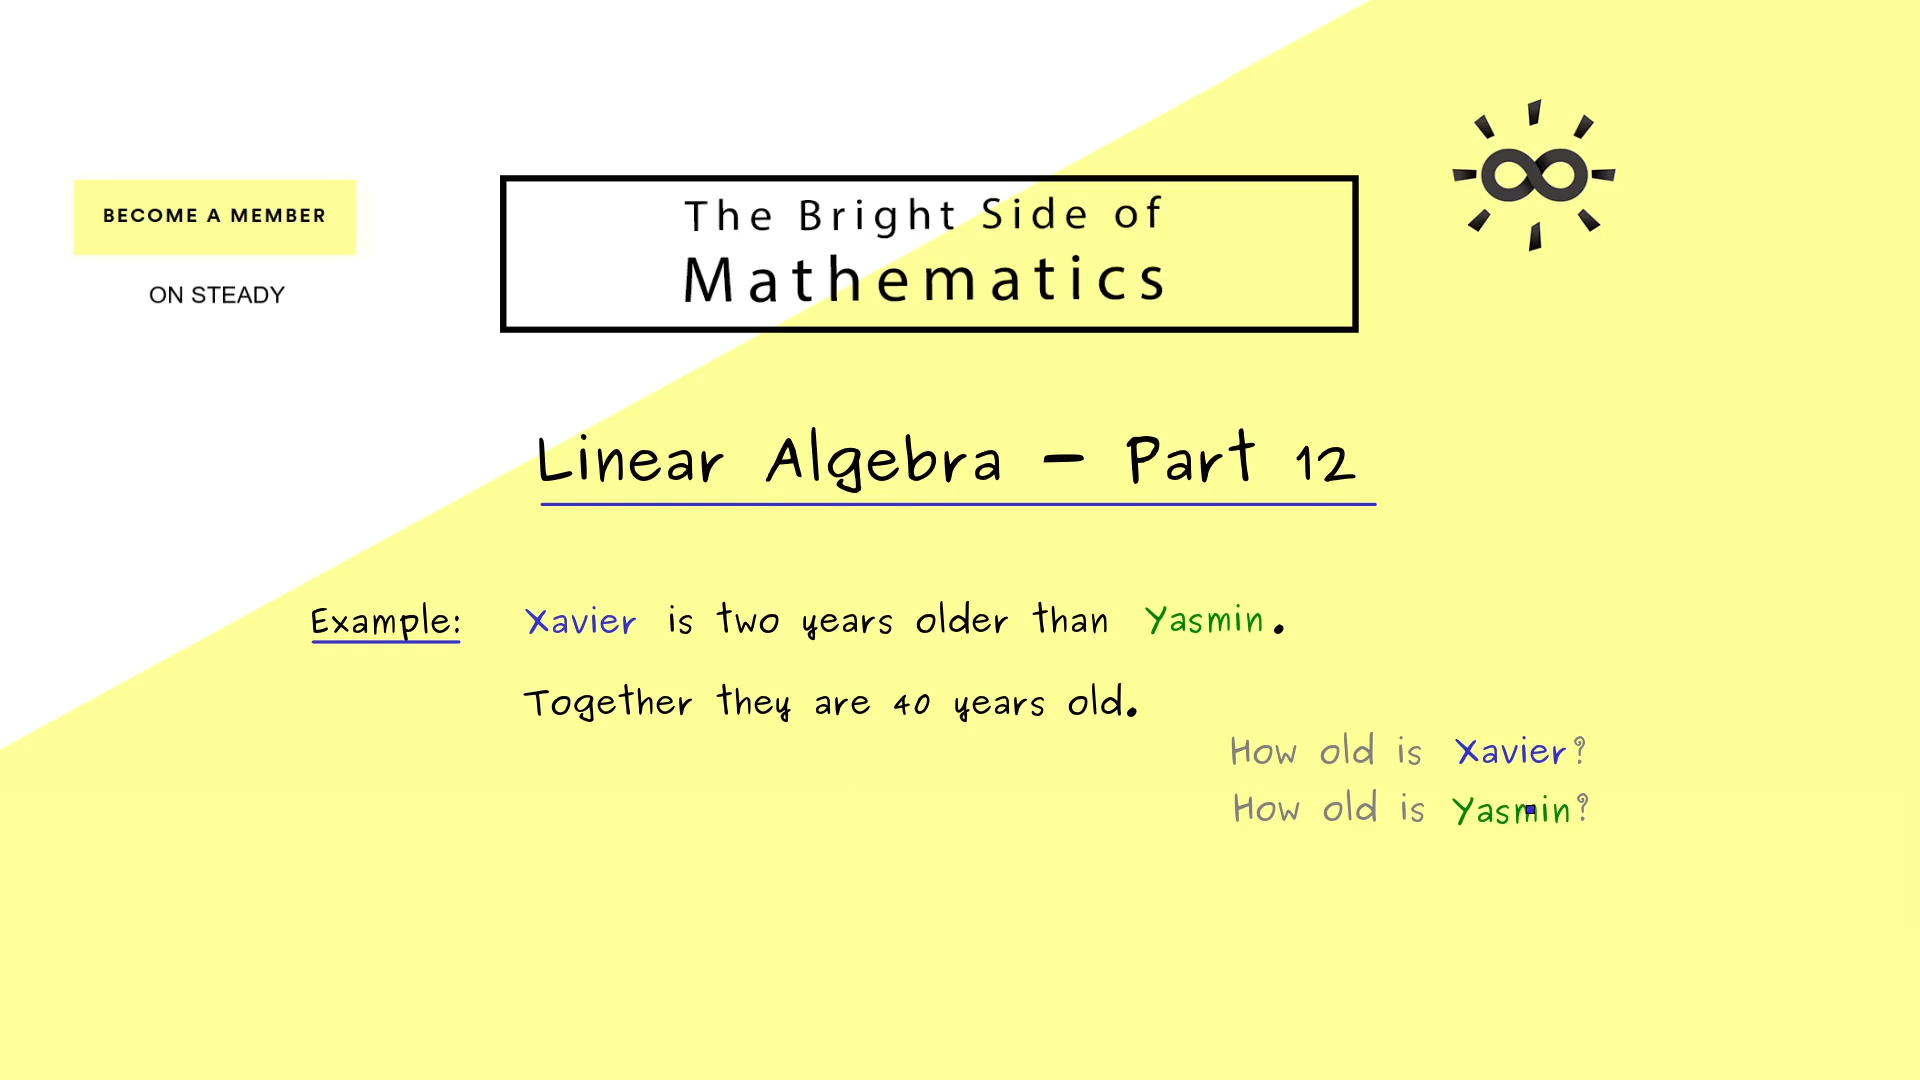 BECOME A MEMBER
ON STEADY
The Bright Side of
Mathematics
Linear Algebra – Part 12
Example: Xavier is two years older than Yasmin.
Together they are 40 years old.
How old is Xavier?
How old is Yasmin?